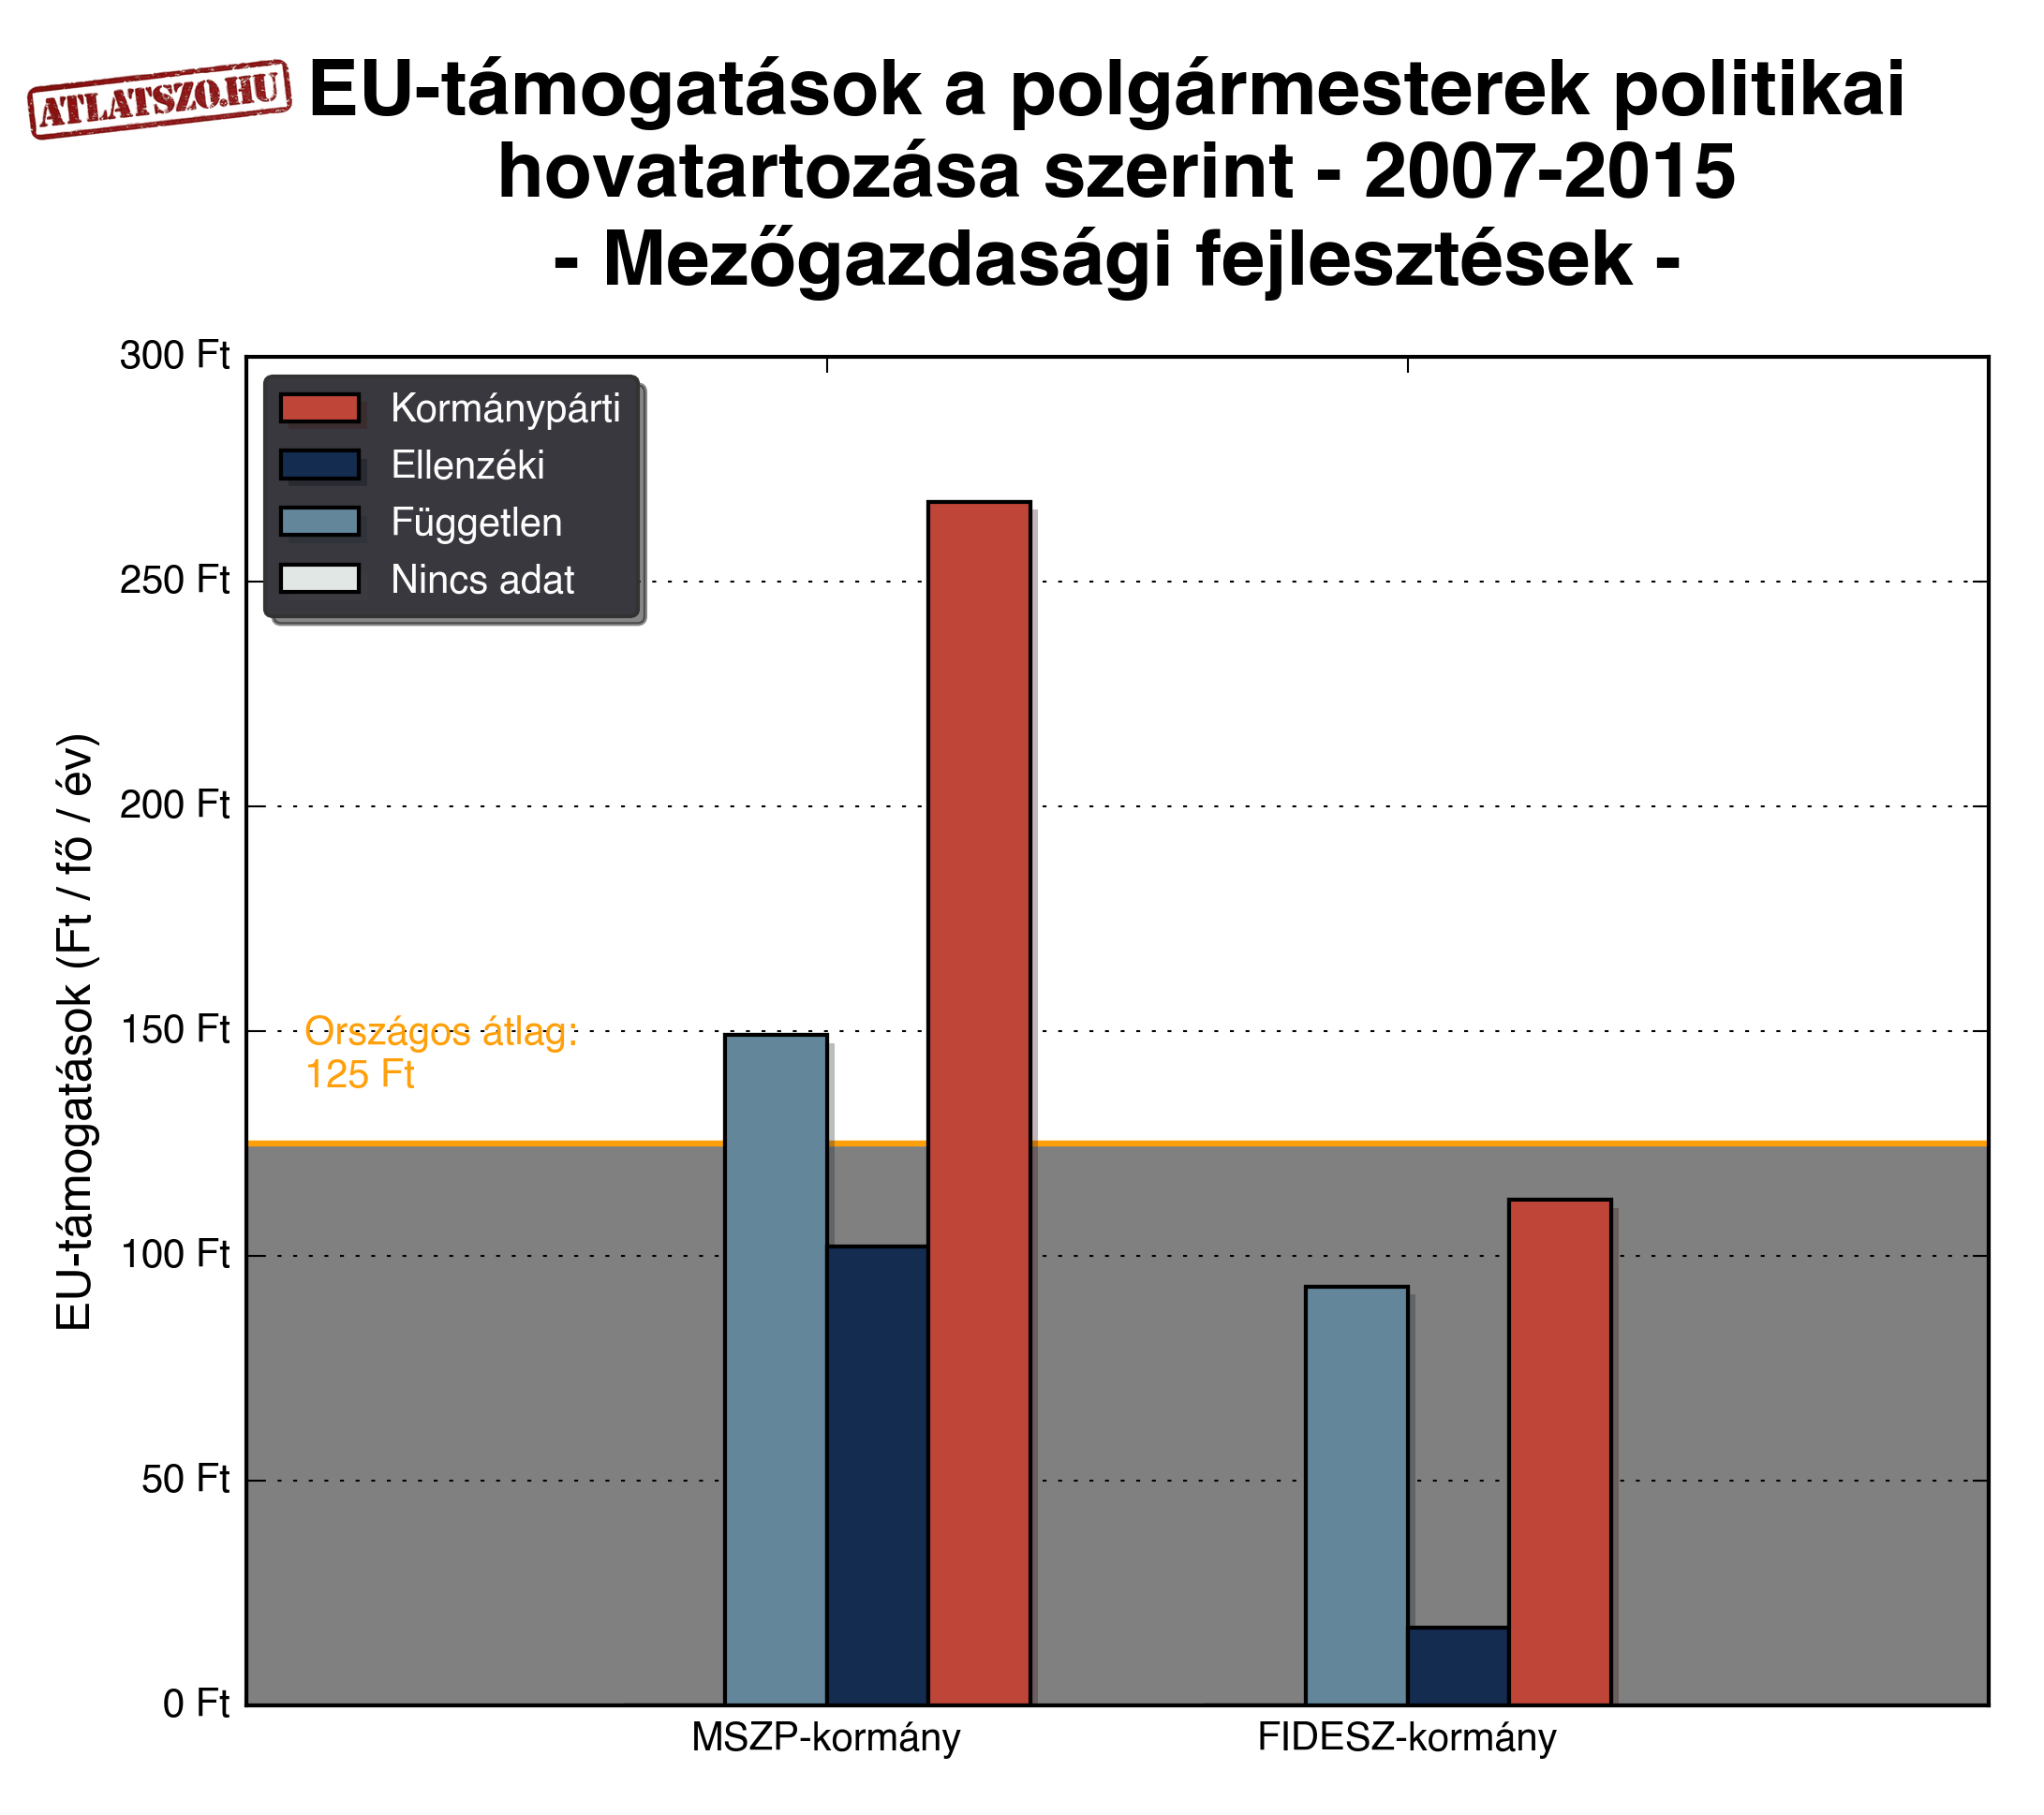 ATLATSZO.HU
EU-támogatások a polgármesterek politikai
hovatartozása szerint - 2007-2015
- Mezőgazdasági fejlesztések -
300 Ft
250 Ft
200 Ft
150 Ft
100 Ft
50 Ft
0 Ft
EU-támogatások (Ft / fő / év)
Kormánypárti
Ellenzéki
Független
Nincs adat
Országos átlag:
125 Ft
MSZP-kormány
FIDESZ-kormány